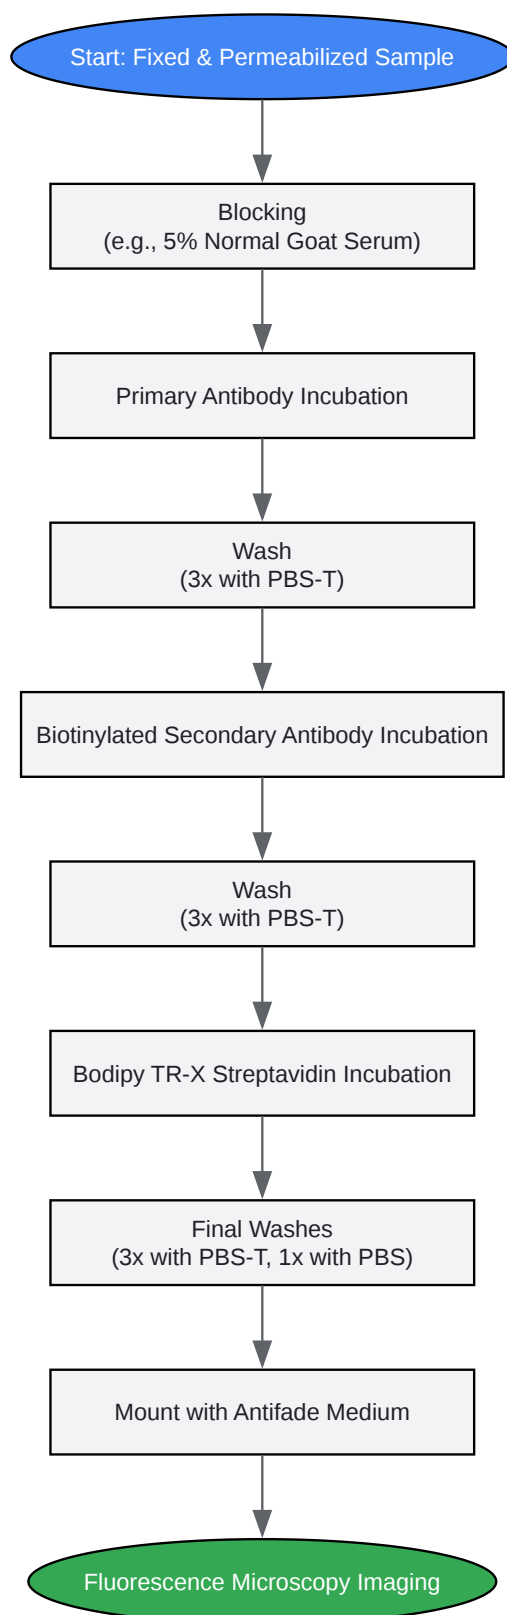 Start: Fixed & Permeabilized Sample
Blocking
(e.g., 5% Normal Goat Serum)
Primary Antibody Incubation
Wash
(3x with PBS-T)
Biotinylated Secondary Antibody Incubation
Wash
(3x with PBS-T)
Bodipy TR-X Streptavidin Incubation
Final Washes
(3x with PBS-T, 1x with PBS)
Mount with Antifade Medium
Fluorescence Microscopy Imaging